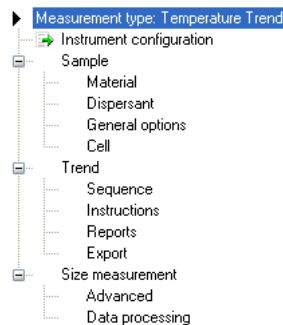 Measurement type: Temperature Trend
Instrument configuration
Sample
Material
Dispersant
General options
Cell
Trend
Sequence
Instructions
Reports
Export
Size measurement
Advanced
Data processing